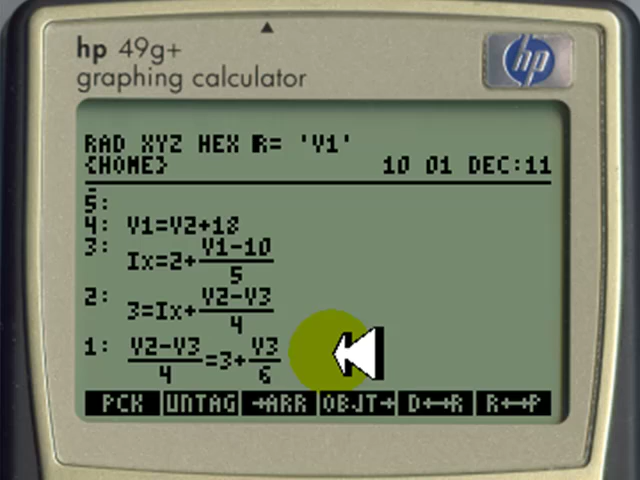 hp 49g+
graphing calculator
hp
RAD XYZ HEX R= 'V1'
{HOME} 10 01 DEC:11
5:
4: V1=V2+18
3: Ix=2+(V1-10)/5
2: 3=Ix+(V2-V3)/4
1: (V2-V3)/4=3+V3/6
PCK UNTAG →ARR OBJT→ D↔R R↔P